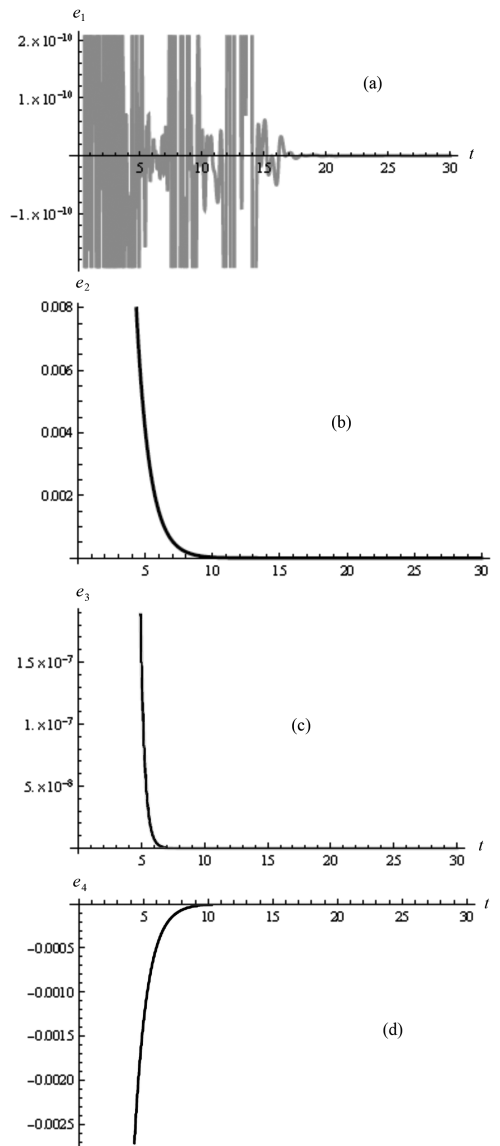 e1
2.×10⁻¹⁰
(a)
1.×10⁻¹⁰
5 10 15 20 25 30 t
-1.×10⁻¹⁰
e2
0.008
0.006
0.004
(b)
0.002
5 10 15 20 25 30
e3
1.5×10⁻⁷
1.×10⁻⁷
(c)
5.×10⁻⁸
5 10 15 20 25 30 t
e4
5 10 15 20 25 30 t
-0.0005
-0.0010
-0.0015
(d)
-0.0020
-0.0025